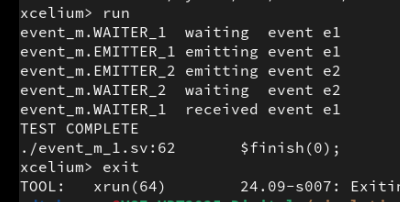 xcelium> run
event_m.WAITER_1  waiting  event e1
event_m.EMITTER_1 emitting event e1
event_m.EMITTER_2 emitting event e2
event_m.WAITER_2  waiting  event e2
event_m.WAITER_1  received event e1
TEST COMPLETE
./event_m_1.sv:62       $finish(0);
xcelium> exit
TOOL:   xrun(64)        24.09-s007: Exitin